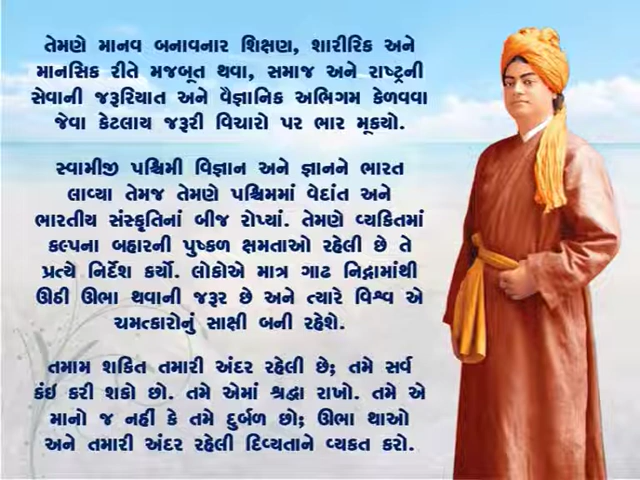 તેમણે માનવ બનાવનાર શિક્ષણ, શારીરિક અને
માનસિક રીતે મજબૂત થવા, સમાજ અને રાષ્ટ્રની
સેવાની જરૂરિયાત અને વૈજ્ઞાનિક અભિગમ કેળવવા
જેવા કેટલાય જરૂરી વિચારો પર ભાર મૂક્યો.
સ્વામીજી પશ્ચિમી વિજ્ઞાન અને જ્ઞાનને ભારત
લાવ્યા તેમજ તેમણે પશ્ચિમમાં વેદાંત અને
ભારતીય સંસ્કૃતિનાં બીજ રોપ્યાં. તેમણે વ્યકિતમાં
કલ્પના બહારની પુષ્કળ ક્ષમતાઓ રહેલી છે તે
પ્રત્યે નિર્દેશ કર્યો. લોકોએ માત્ર ગાઢ નિદ્રામાંથી
ઊઠી ઊભા થવાની જરૂર છે અને ત્યારે વિશ્વ એ
ચમત્કારોનું સાક્ષી બની રહેશે.
તમામ શકિત તમારી અંદર રહેલી છે; તમે સર્વ
કંઇ કરી શકો છો. તમે એમાં શ્રદ્ધા રાખો. તમે એ
માનો જ નહીં કે તમે દુર્બળ છો; ઊભા થાઓ
અને તમારી અંદર રહેલી દિવ્યતાને વ્યકત કરો.